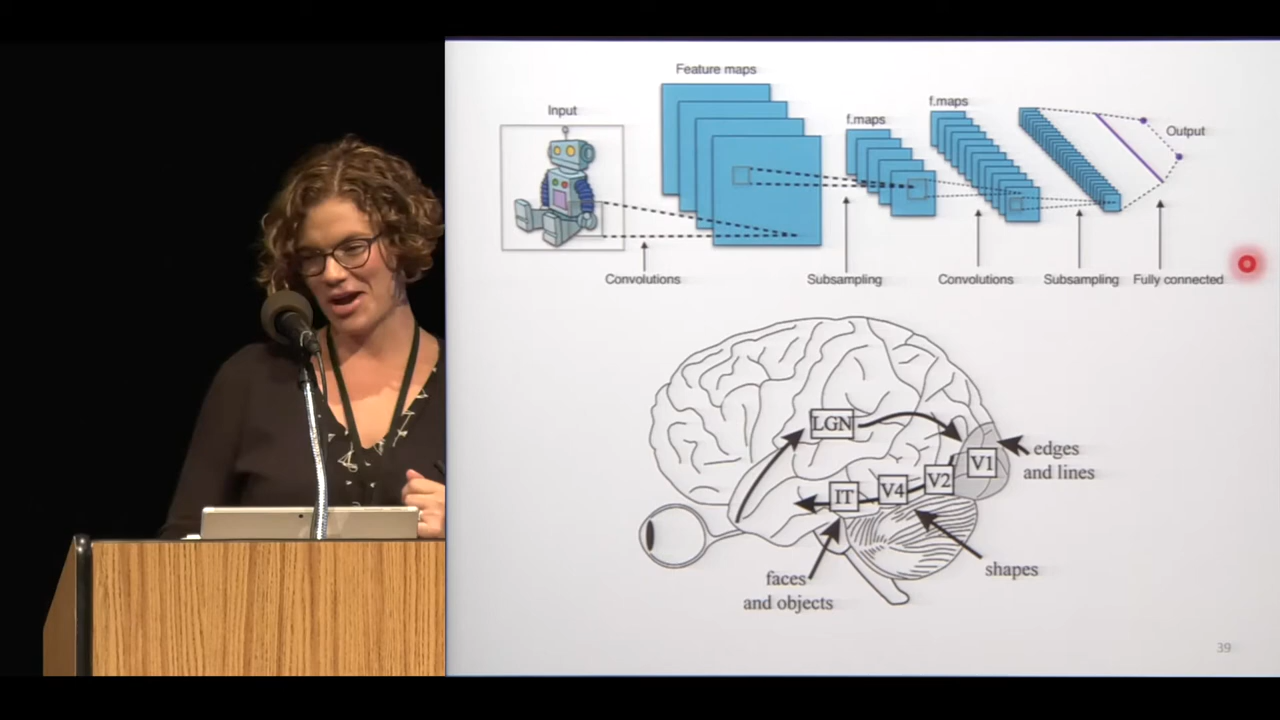 Feature maps
Input
f.maps
f.maps
Output
Convolutions
Subsampling
Convolutions
Subsampling
Fully connected
LGN
V1
edges
and lines
V2
V4
IT
shapes
faces
and objects
39